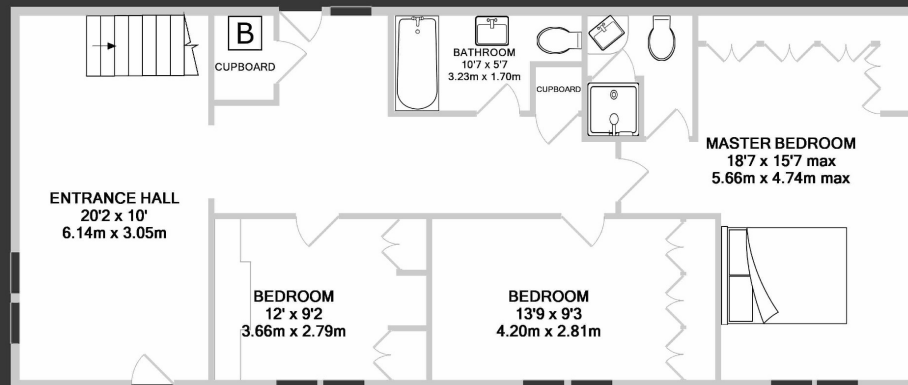 B
CUPBOARD
BATHROOM
10'7 x 5'7
3.23m x 1.70m
CUPBOARD
MASTER BEDROOM
18'7 x 15'7 max
5.66m x 4.74m max
ENTRANCE HALL
20'2 x 10'
6.14m x 3.05m
BEDROOM
12' x 9'2
3.66m x 2.79m
BEDROOM
13'9 x 9'3
4.20m x 2.81m